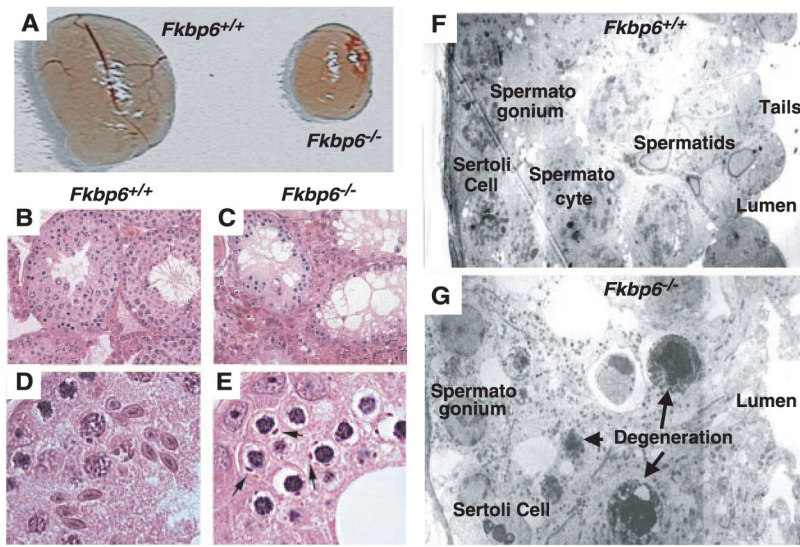 A
Fkbp6+/+
Fkbp6-/-
Fkbp6+/+
Fkbp6-/-
B
C
D
E
F
Fkbp6+/+
Spermato
gonium
Tails
Spermatids
Sertoli
Cell
Spermato
cyte
Lumen
G
Fkbp6-/-
Spermato
gonium
Lumen
Degeneration
Sertoli Cell